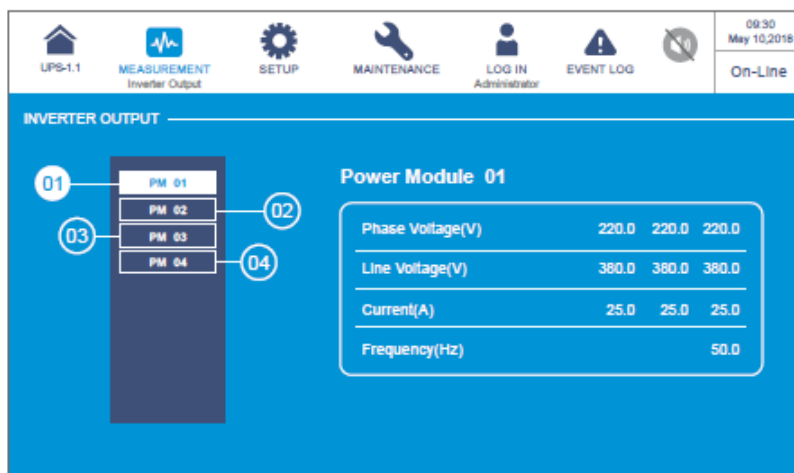 UPS-1.1
MEASUREMENT
Inverter Output
SETUP
MAINTENANCE
LOG IN
Administrator
EVENT LOG
09:30
May 10,2018
On-Line
INVERTER OUTPUT
01
PM 01
PM 02
02
03
PM 03
PM 04
04
Power Module 01
Phase Voltage(V) 220.0 220.0 220.0
Line Voltage(V) 380.0 380.0 380.0
Current(A) 25.0 25.0 25.0
Frequency(Hz) 50.0